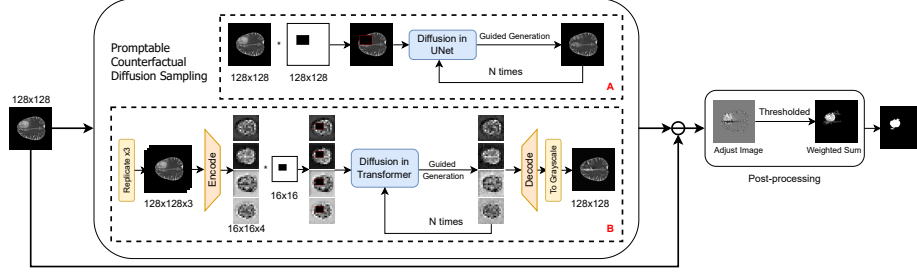 Promptable
Counterfactual
Diffusion Sampling
128x128
*
128x128
128x128
Diffusion in
UNet
Guided Generation
N times
A
Replicate x3
128x128x3
Encode
16x16x4
*
16x16
Diffusion in
Transformer
Guided
Generation
N times
Decode
To Grayscale
128x128
B
Thresholded
Adjust Image
Weighted Sum
Post-processing